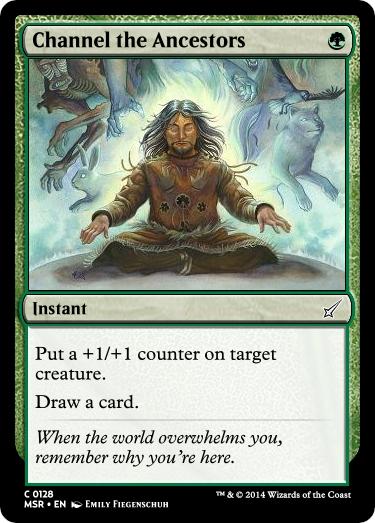 Channel the Ancestors
Instant
Put a +1/+1 counter on target
creature.
Draw a card.
When the world overwhelms you,
remember why you're here.
C 0128
MSR • EN Emily Fiegenschuh
™ & © 2014 Wizards of the Coast